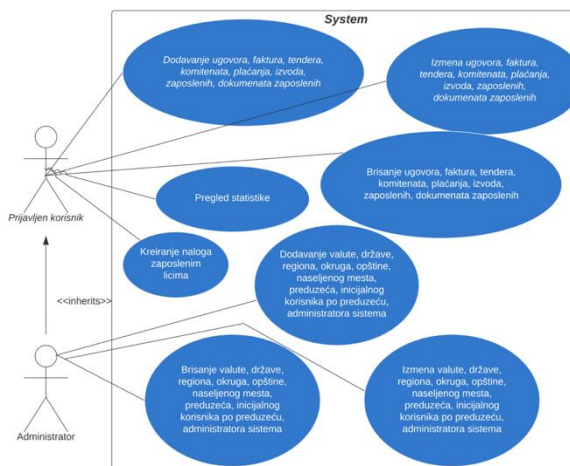 System
Dodavanje ugovora, faktura, tendera,
komitenata, plaćanja, izvoda,
zaposlenih, dokumenata zaposlenih
Izmena ugovora, faktura,
tendera, komitenata, plaćanja,
izvoda, zaposlenih,
dokumenata zaposlenih
Brisanje ugovora, faktura, tendera,
komitenata, plaćanja, izvoda,
zaposlenih, dokumenata zaposlenih
Prijavljen korisnik
Pregled statistike
Kreiranje naloga
zaposlenim
licima
Dodavanje valute, države,
regiona, okruga, opštine,
naseljenog mesta,
preduzeća, inicijalnog
korisnika po preduzeću,
administratora sistema
<<inherits>>
Brisanje valute, države,
regiona, okruga, opštine,
naseljenog mesta,
preduzeća, inicijalnog
korisnika po preduzeću,
administratora sistema
Izmena valute, države,
regiona, okruga, opštine,
naseljenog mesta,
preduzeća, inicijalnog
korisnika po preduzeću,
administratora sistema
Administrator